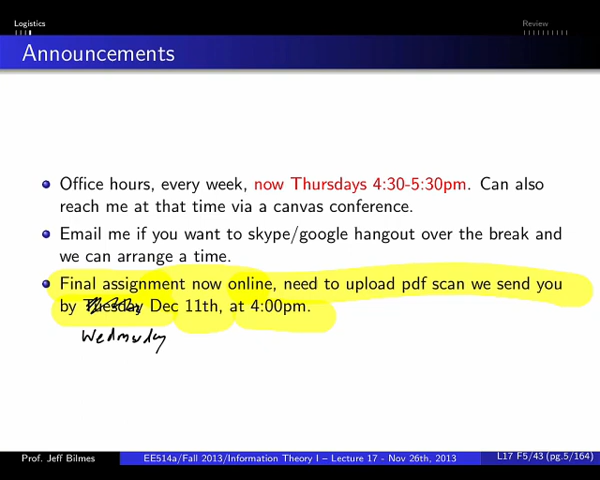 Logistics Review
Announcements
Office hours, every week, now Thursdays 4:30-5:30pm. Can also
reach me at that time via a canvas conference.
Email me if you want to skype/google hangout over the break and
we can arrange a time.
Final assignment now online, need to upload pdf scan we send you
by Tuesday Dec 11th, at 4:00pm.
Wednesday
Prof. Jeff Bilmes EE514a/Fall 2013/Information Theory I – Lecture 17 - Nov 26th, 2013 L17 F5/43 (pg.5/164)